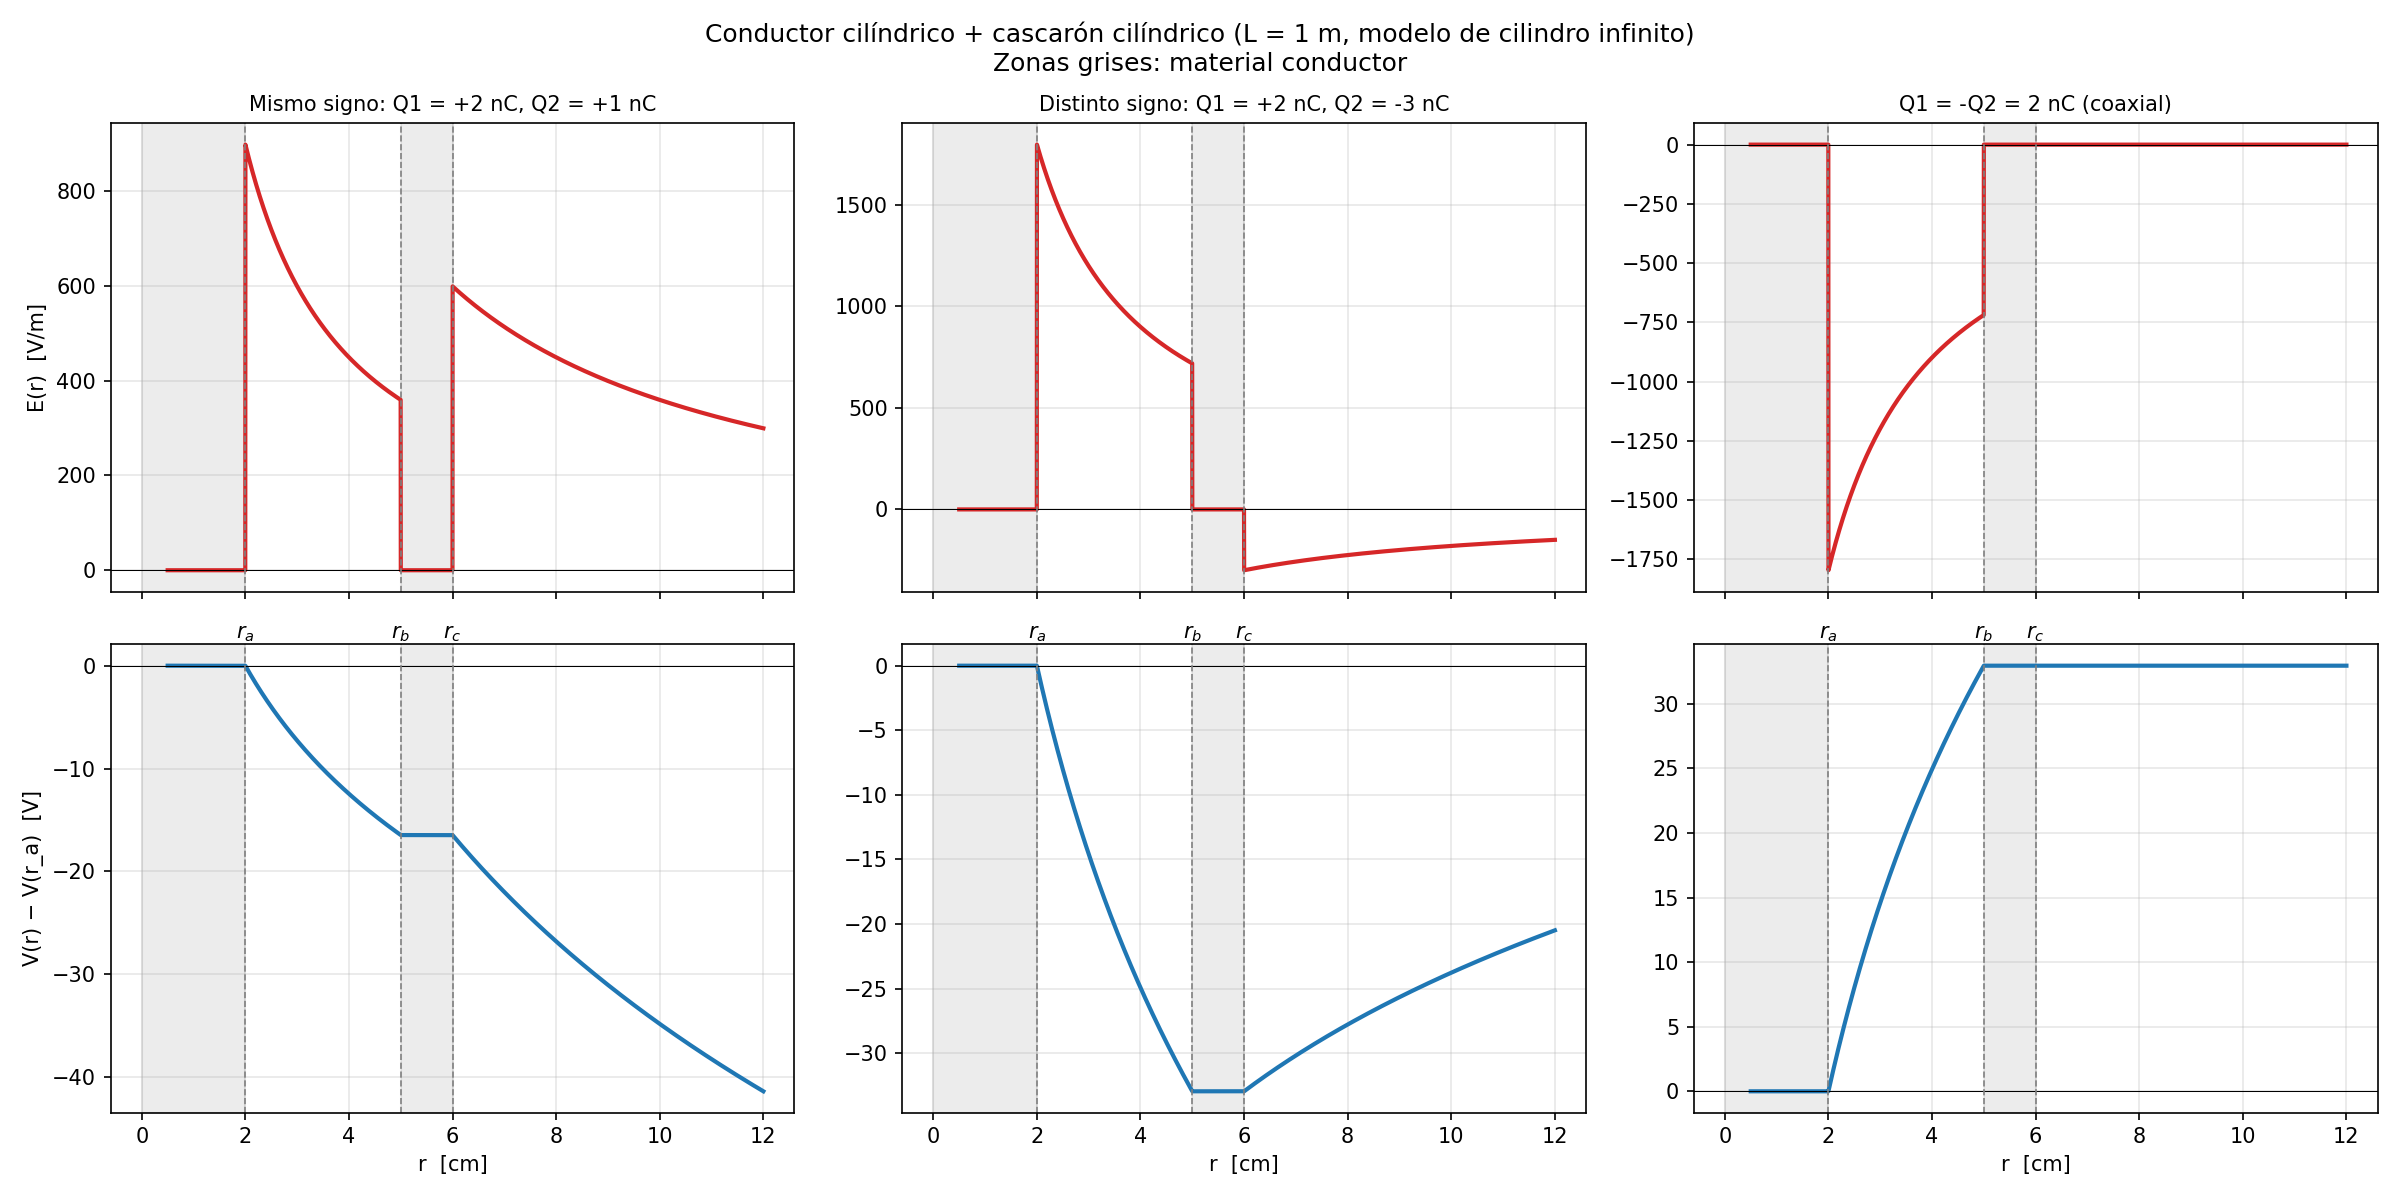 Conductor cilíndrico + cascarón cilíndrico (L = 1 m, modelo de cilindro infinito)
Zonas grises: material conductor
Mismo signo: Q1 = +2 nC, Q2 = +1 nC
E(r) [V/m]
800
600
400
200
0
Distinto signo: Q1 = +2 nC, Q2 = -3 nC
1500
1000
500
0
Q1 = -Q2 = 2 nC (coaxial)
0
−250
−500
−750
−1000
−1250
−1500
−1750
r_a r_b r_c
V(r) − V(r_a) [V]
0
−10
−20
−30
−40
0 2 4 6 8 10 12
r [cm]
r_a r_b r_c
0
−5
−10
−15
−20
−25
−30
0 2 4 6 8 10 12
r [cm]
r_a r_b r_c
30
25
20
15
10
5
0
0 2 4 6 8 10 12
r [cm]